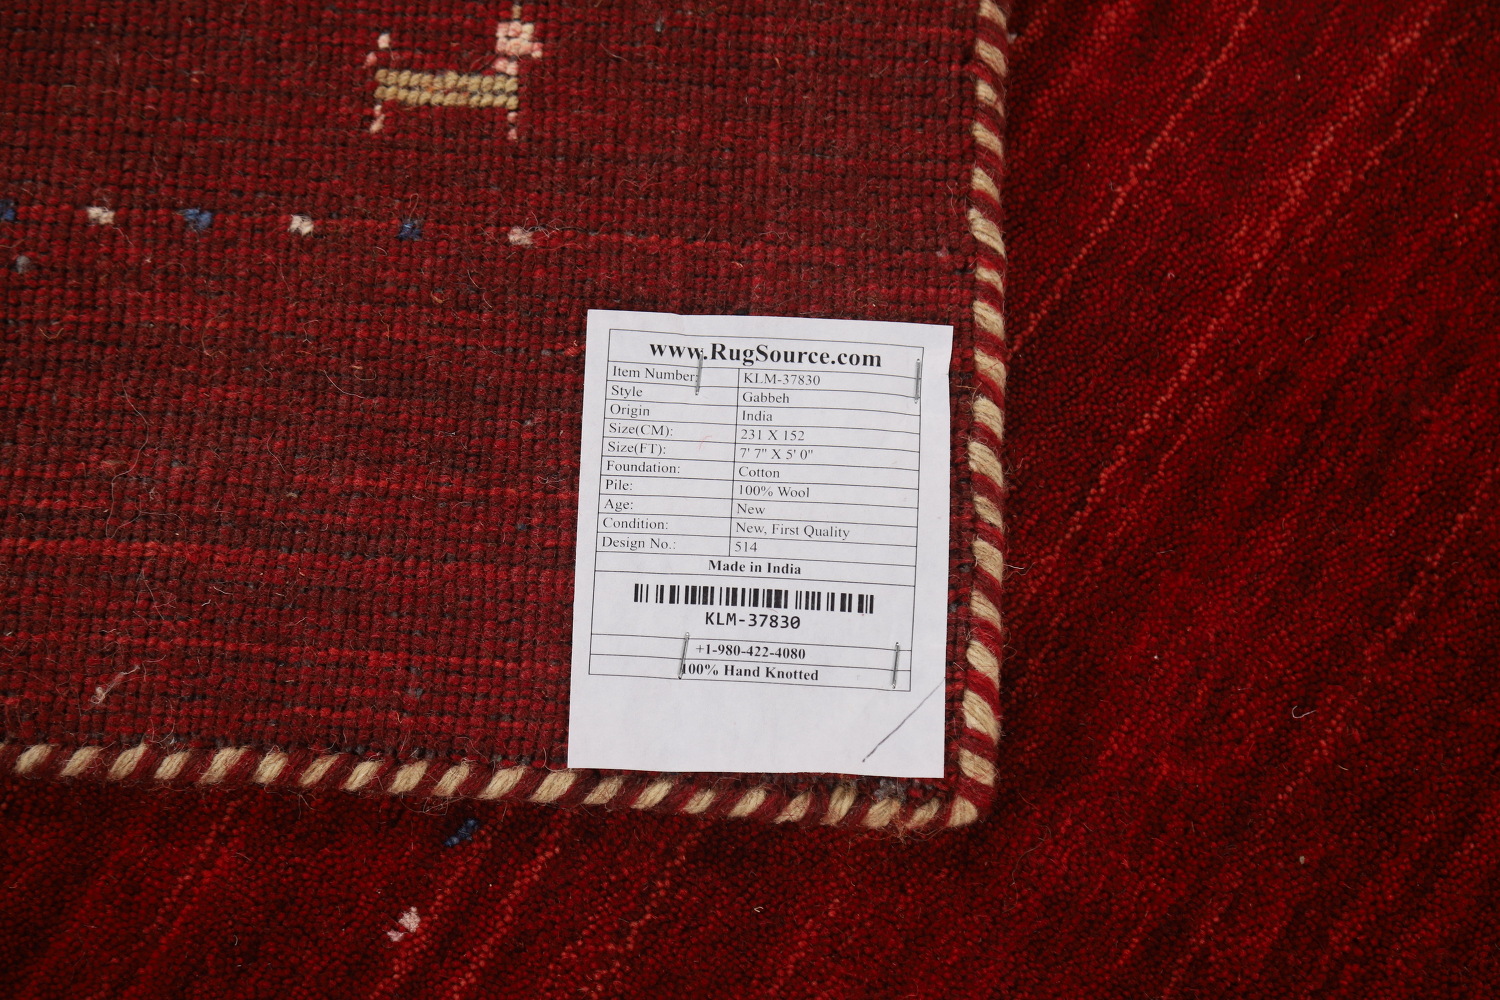 www.RugSource.com
Item Number: KLM-37830
Style Gabbeh
Origin India
Size(CM): 231 X 152
Size(FT): 7' 7" X 5' 0"
Foundation: Cotton
Pile: 100% Wool
Age: New
Condition: New, First Quality
Design No.: 514
Made in India
KLM-37830
+1-980-422-4080
100% Hand Knotted